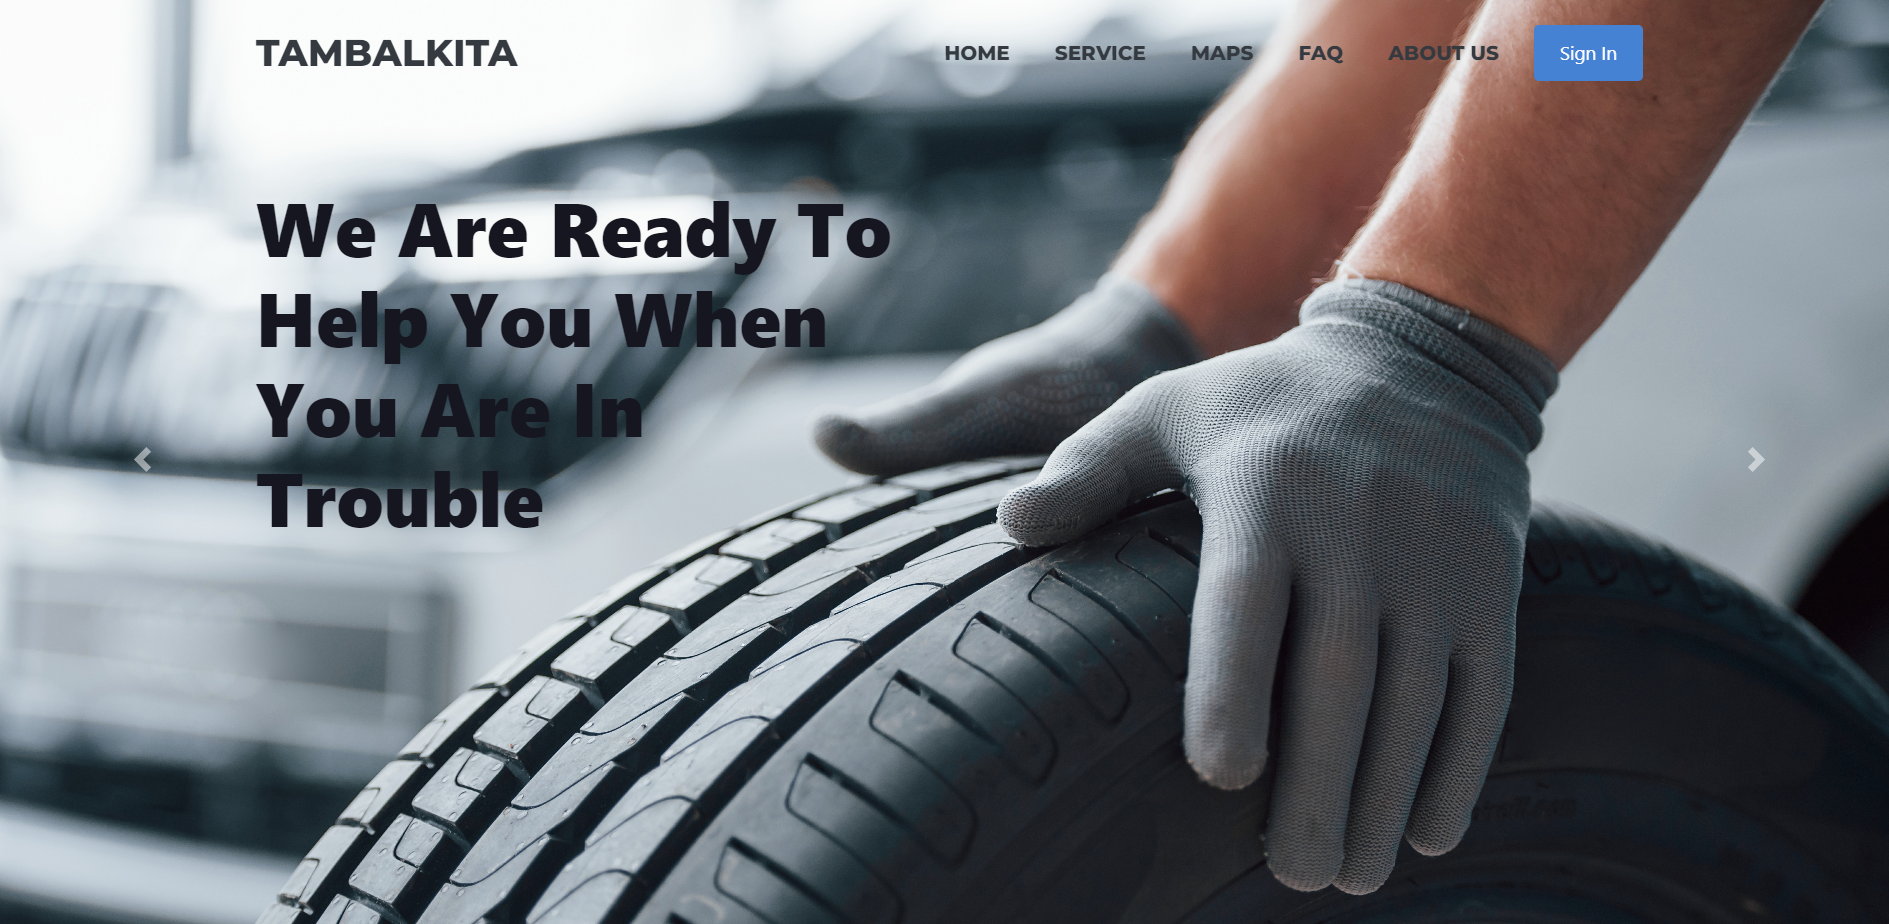 TAMBALKITA
HOME SERVICE MAPS FAQ ABOUT US Sign In
We Are Ready To
Help You When
You Are In
Trouble